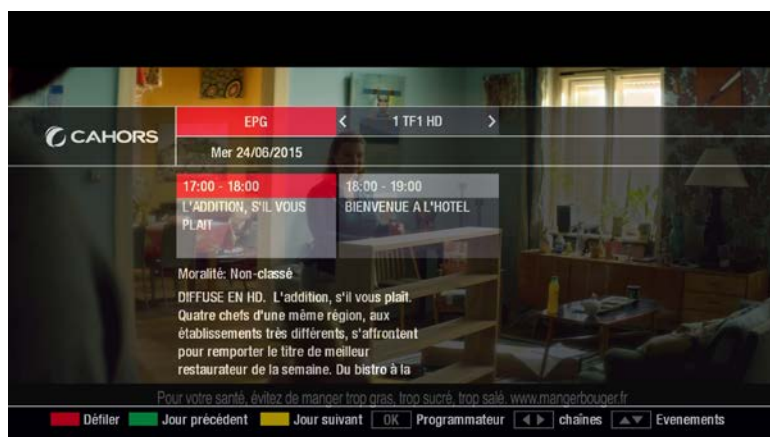 CAHORS
EPG
< 1 TF1 HD >
Mer 24/06/2015
17:00 - 18:00
L'ADDITION, S'IL VOUS
PLAIT
18:00 - 19:00
BIENVENUE A L'HOTEL
Moralité: Non-classé
DIFFUSE EN HD. L'addition, s'il vous plaît.
Quatre chefs d'une même région, aux
établissements très différents, s'affrontent
pour remporter le titre de meilleur
restaurateur de la semaine. Du bistro à la
Pour votre santé, évitez de manger trop gras, trop sucré, trop salé. www.mangerbouger.fr
Défiler Jour précédent Jour suivant OK Programmateur chaînes Evenements